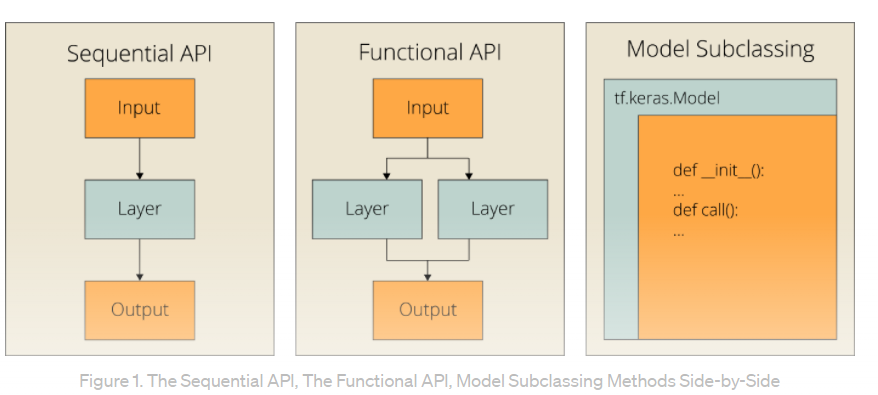 Sequential API
Input
Layer
Output
Functional API
Input
Layer
Layer
Output
Model Subclassing
tf.keras.Model
def __init__():
...
def call():
...
Figure 1. The Sequential API, The Functional API, Model Subclassing Methods Side-by-Side